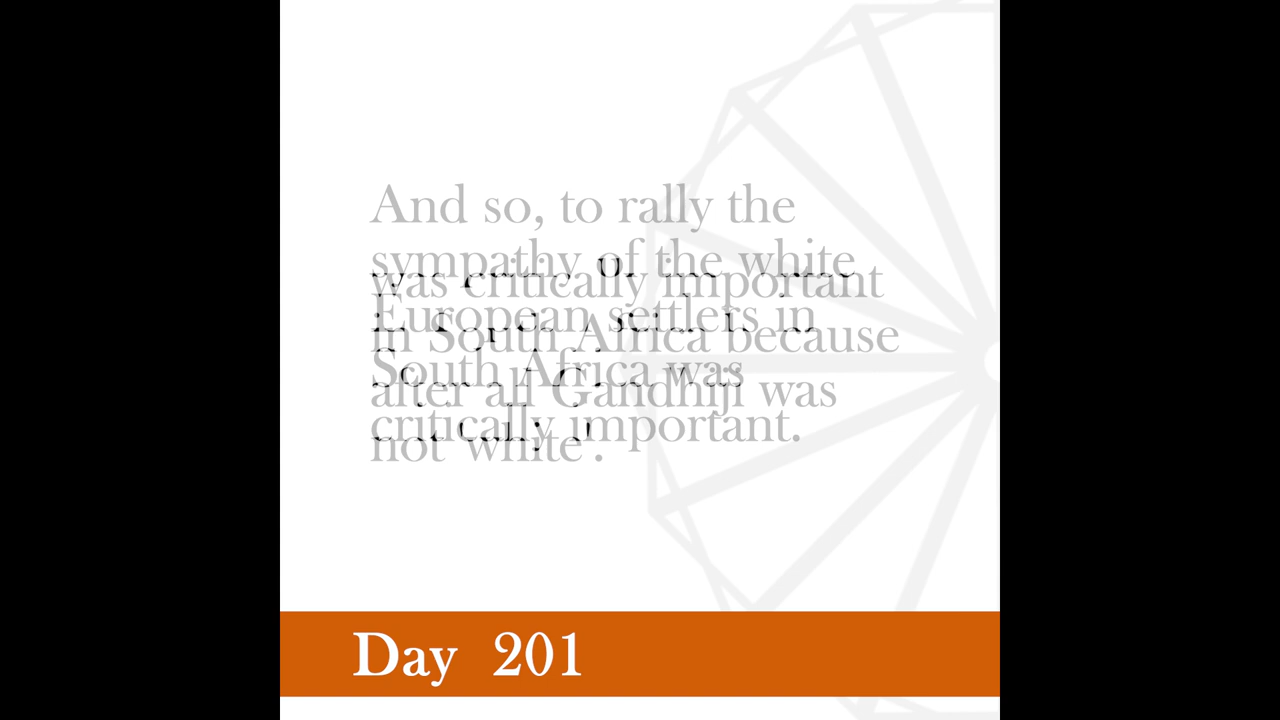 And so, to rally the
sympathy of the white
European settlers in
South Africa was
critically important.
was critically important
in South Africa because
after all Gandhiji was
not 'white'.
Day 201